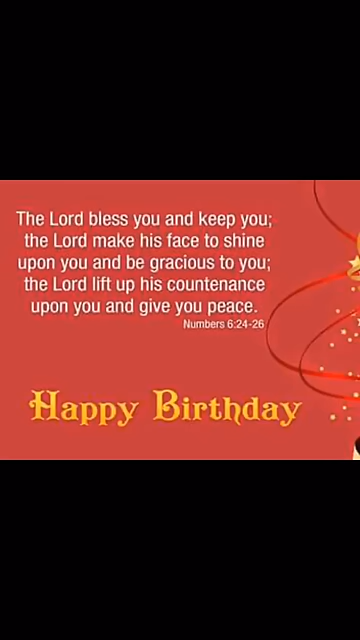 The Lord bless you and keep you;
the Lord make his face to shine
upon you and be gracious to you;
the Lord lift up his countenance
upon you and give you peace.
Numbers 6:24-26
Happy Birthday